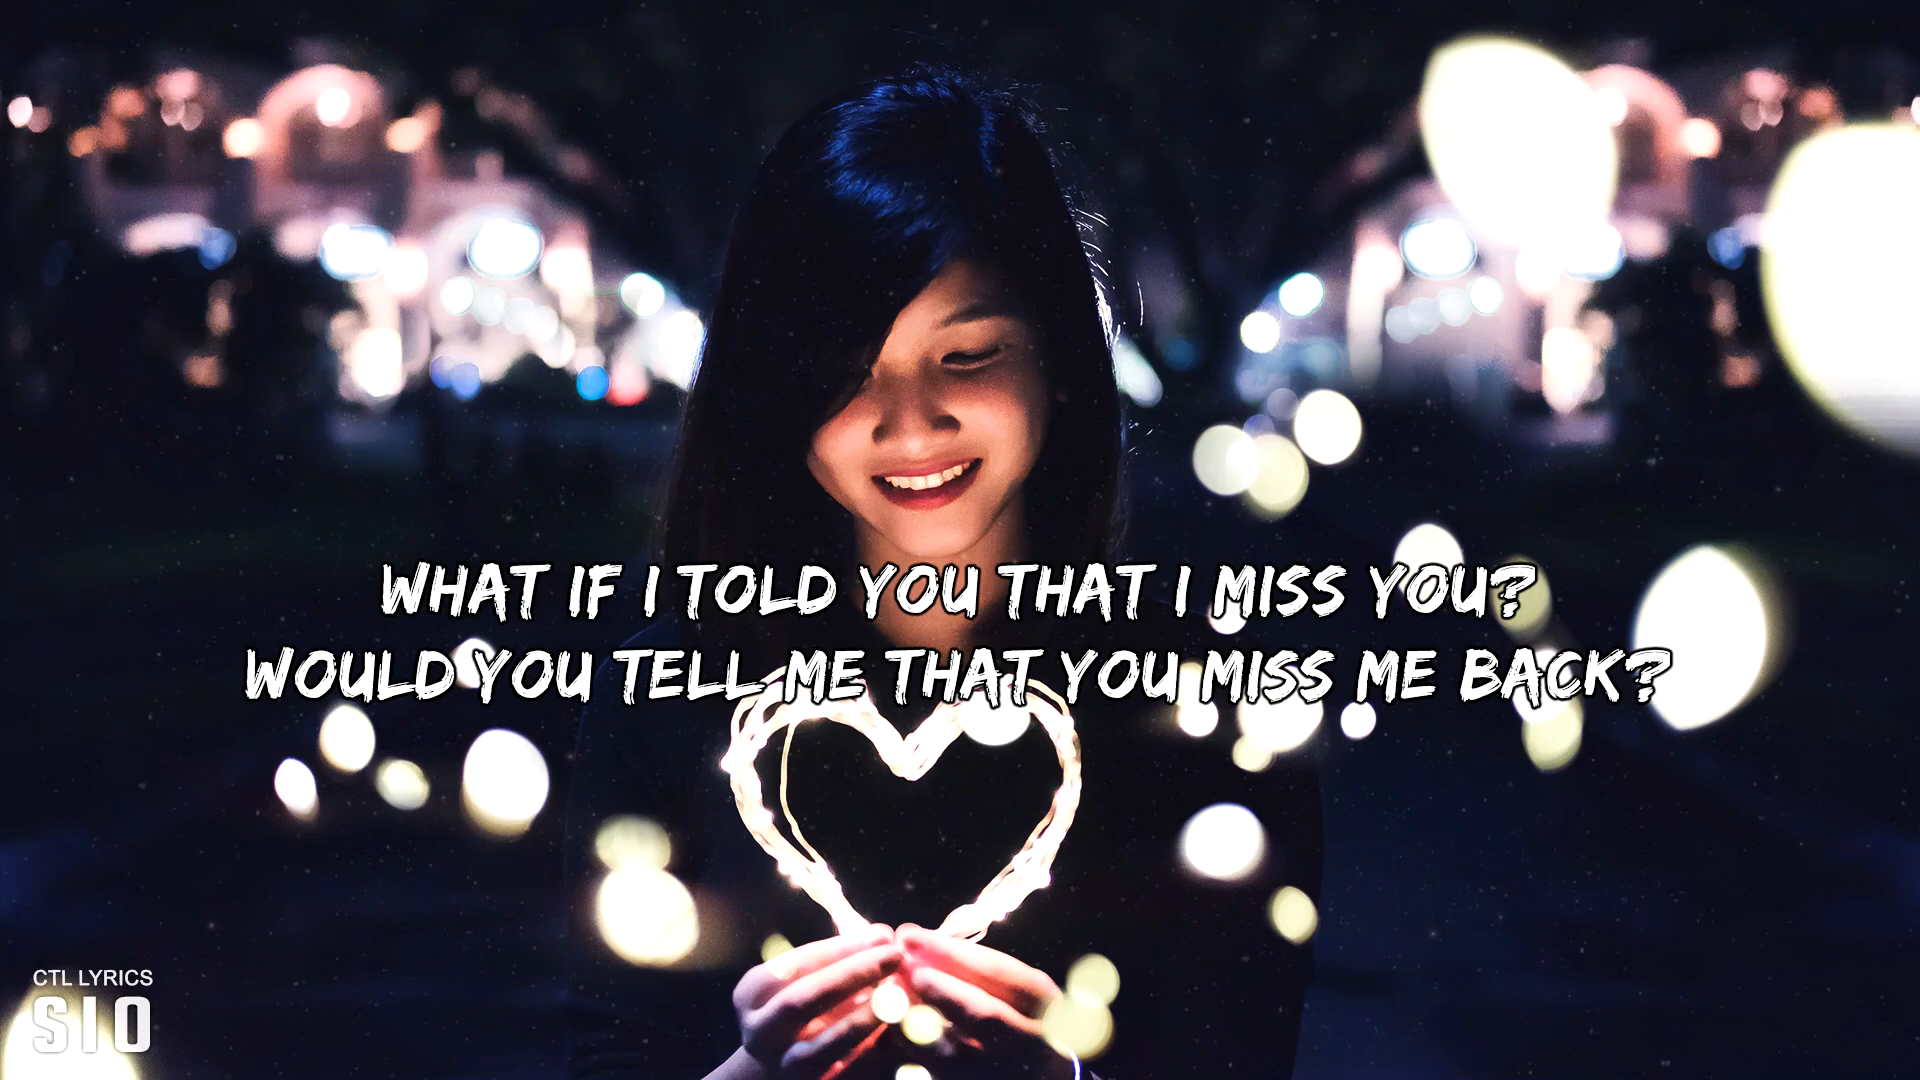 WHAT IF I TOLD YOU THAT I MISS YOU?
WOULD YOU TELL ME THAT YOU MISS ME BACK?
CTL LYRICS
SIO